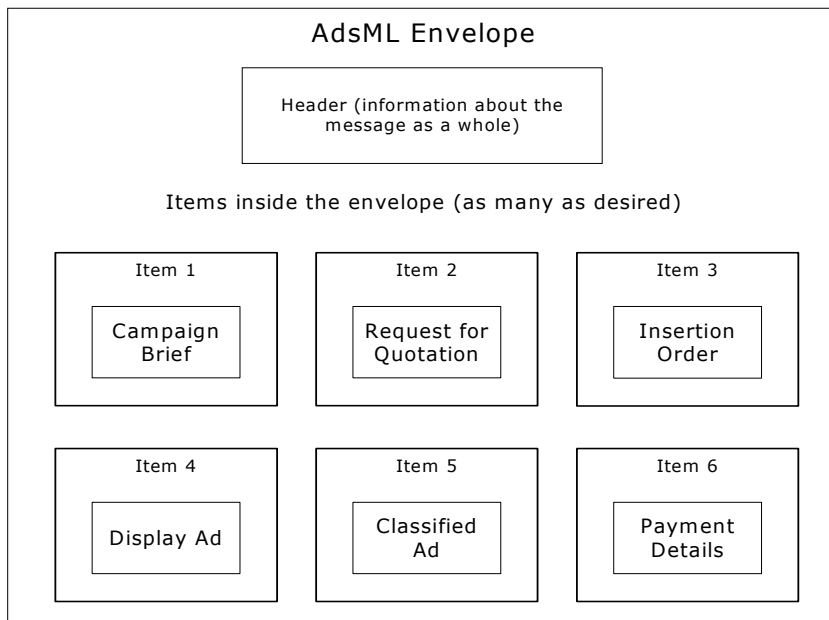 AdsML Envelope
Header (information about the
message as a whole)
Items inside the envelope (as many as desired)
Item 1
Campaign
Brief
Item 2
Request for
Quotation
Item 3
Insertion
Order
Item 4
Display Ad
Item 5
Classified
Ad
Item 6
Payment
Details